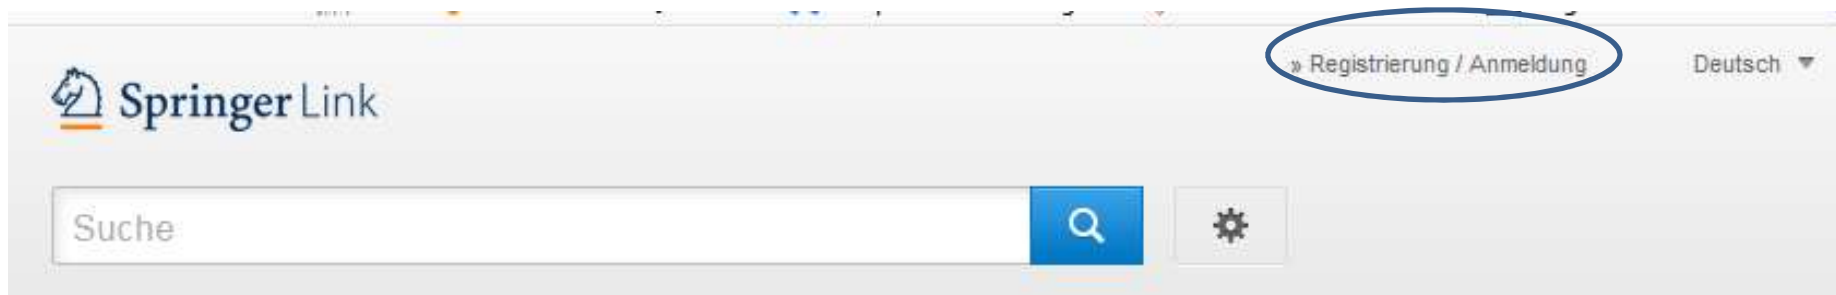 » Registrierung / Anmeldung
Deutsch
Springer Link
Suche